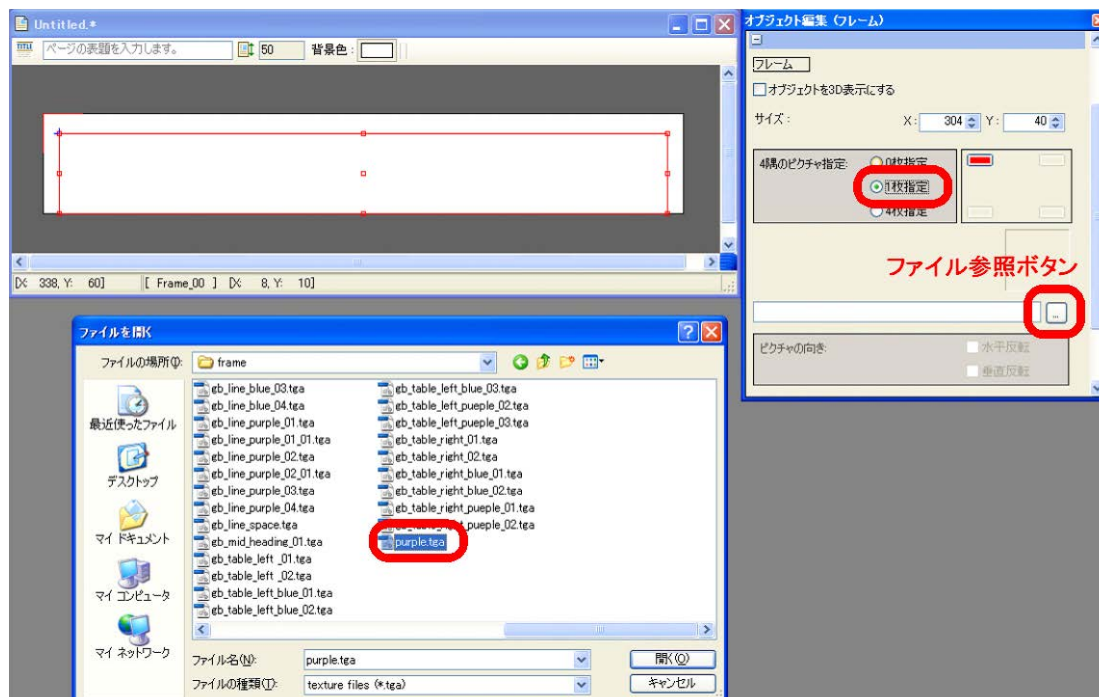 Untitled.*
ページの表題を入力します。
50
背景色:
[X: 338, Y: 60]
[ Frame_00 ] [X: 8, Y: 10]
オブジェクト編集 (フレーム)
フレーム
オブジェクトを3D表示にする
サイズ:
X: 304 Y: 40
4隅のピクチャ指定:
0枚指定
1枚指定
4枚指定
ファイル参照ボタン
...
ピクチャの向き:
水平反転
垂直反転
ファイルを開く
ファイルの場所(I):
frame
最近使ったファイル
デスクトップ
マイ ドキュメント
マイ コンピュータ
マイ ネットワーク
gb_line_blue_03.tga
gb_line_blue_04.tga
gb_line_purple_01.tga
gb_line_purple_01_01.tga
gb_line_purple_02.tga
gb_line_purple_02_01.tga
gb_line_purple_03.tga
gb_line_purple_04.tga
gb_line_space.tga
gb_mid_heading_01.tga
gb_table_left _01.tga
gb_table_left _02.tga
gb_table_left_blue_01.tga
gb_table_left_blue_02.tga
gb_table_left_blue_03.tga
gb_table_left_pueple_02.tga
gb_table_left_pueple_03.tga
gb_table_right_01.tga
gb_table_right_02.tga
gb_table_right_blue_01.tga
gb_table_right_blue_02.tga
gb_table_right_pueple_01.tga
gb_table_right_pueple_02.tga
purple.tga
ファイル名(N):
purple.tga
開く(O)
ファイルの種類(T):
texture files (*.tga)
キャンセル